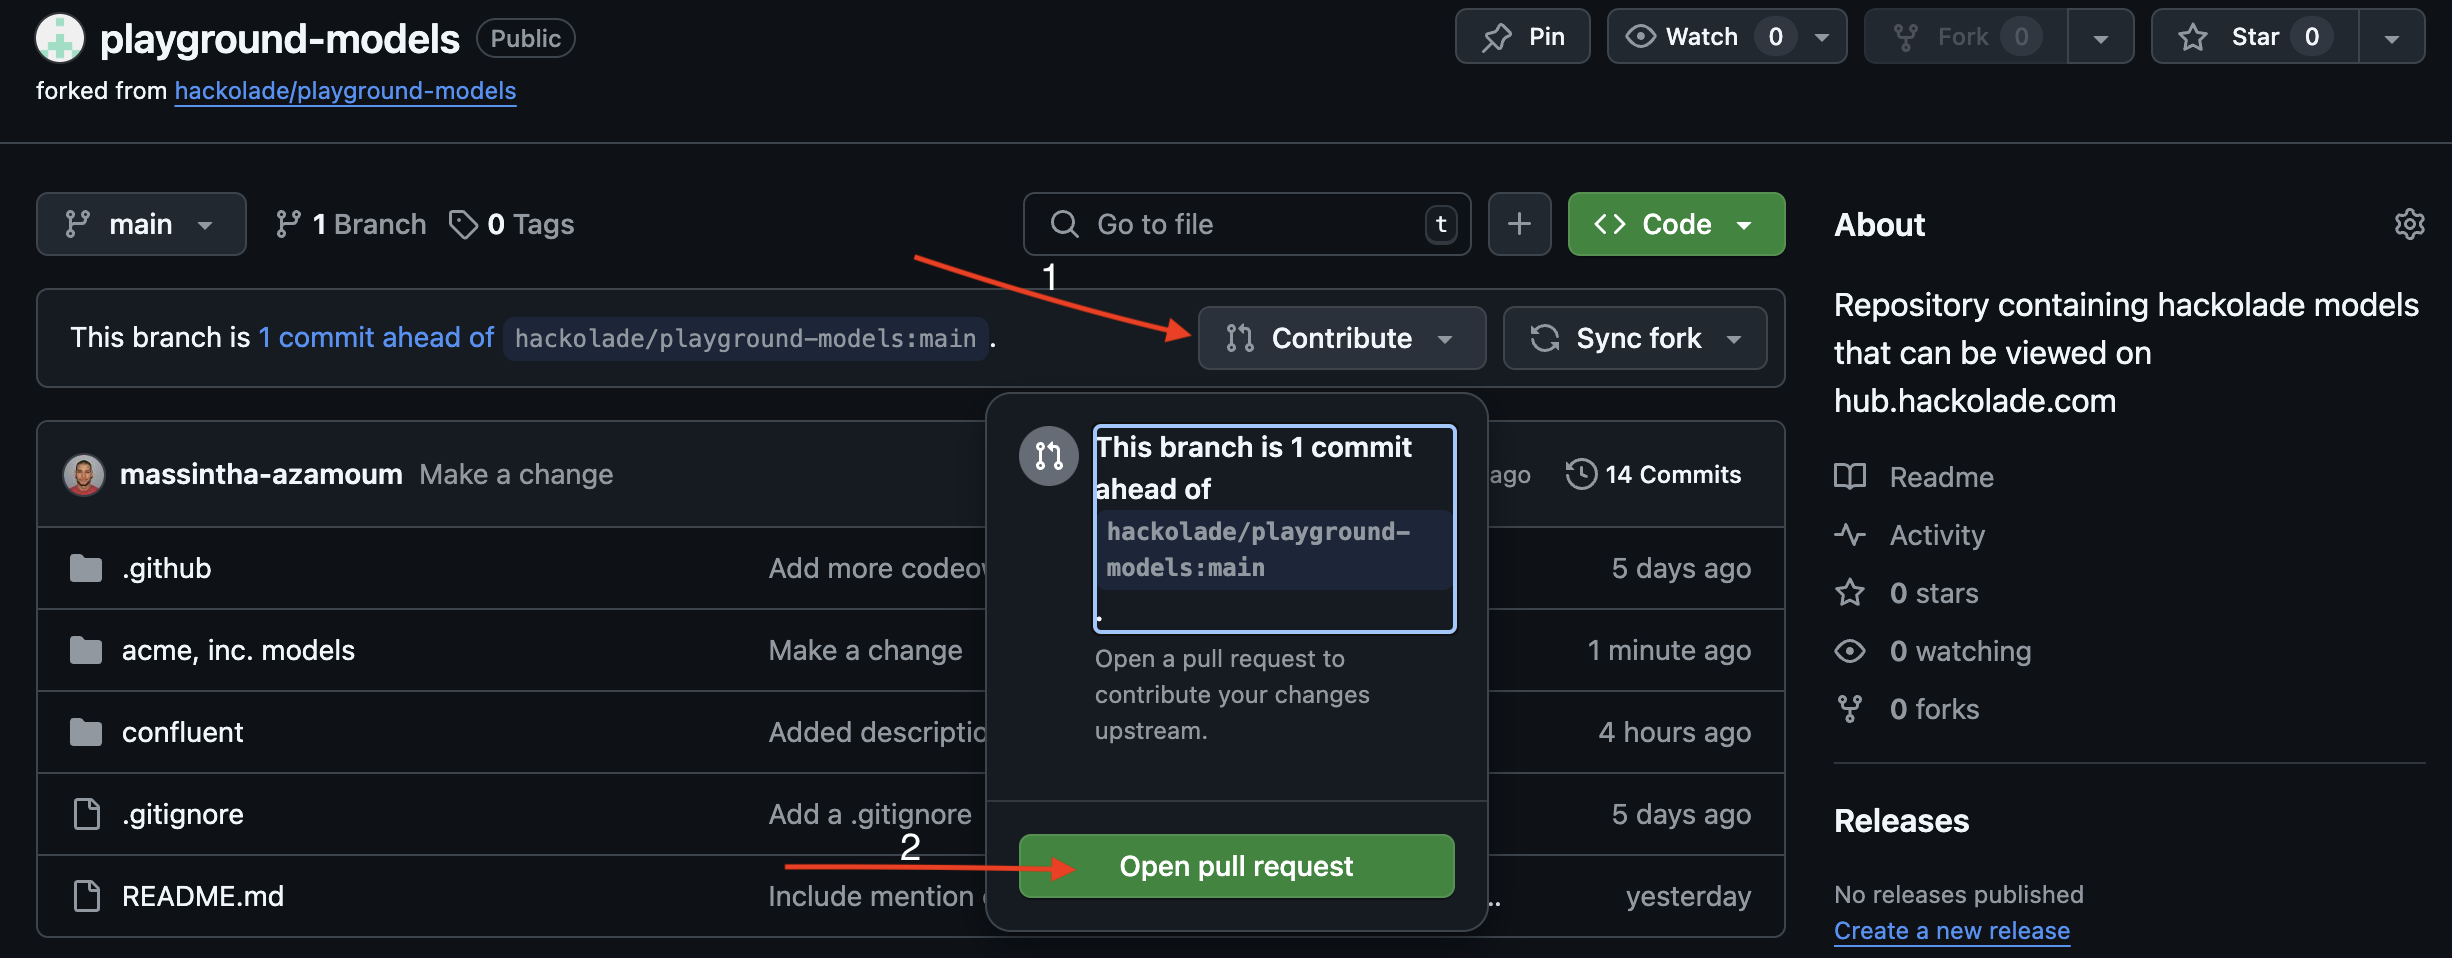 playground-models Public
Pin
Watch 0
Fork 0
Star 0
forked from hackolade/playground-models
main
1 Branch
0 Tags
Go to file
t
Code
About
1
This branch is 1 commit ahead of hackolade/playground-models:main .
Contribute
Sync fork
Repository containing hackolade models
that can be viewed on
hub.hackolade.com
This branch is 1 commit
ahead of
hackolade/playground-
models:main
.
Open a pull request to
contribute your changes
upstream.
2
Open pull request
massintha-azamoum Make a change
ago
14 Commits
.github
Add more
5 days ago
acme, inc. models
Make a change
1 minute ago
confluent
Added
4 hours ago
.gitignore
Add a .gitignore
5 days ago
README.md
Include mention
..
yesterday
Readme
Activity
0 stars
0 watching
0 forks
Releases
No releases published
Create a new release